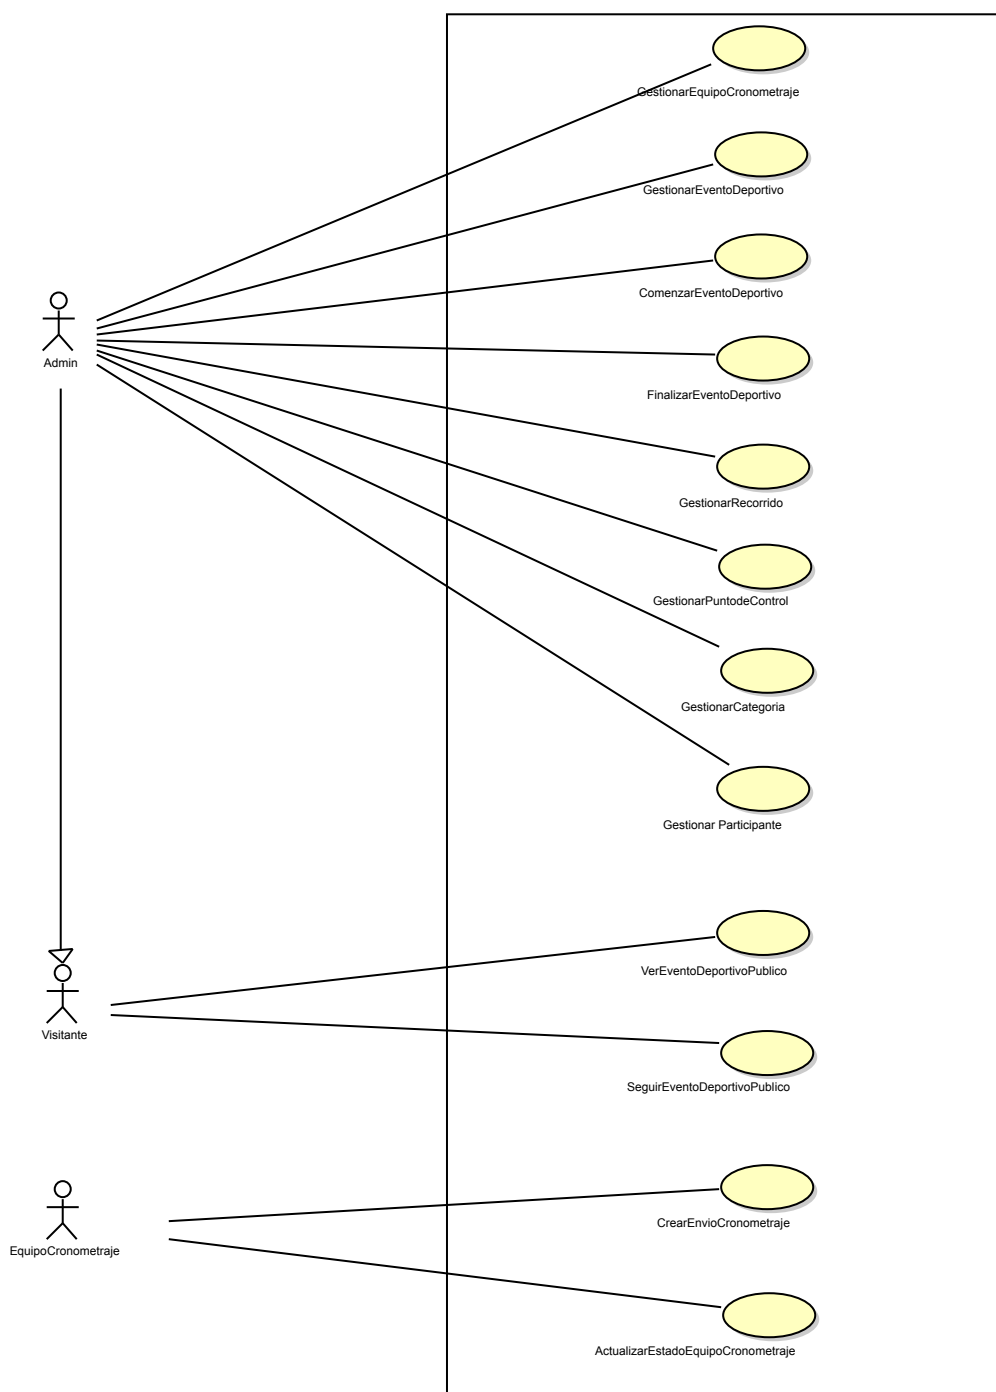 GestionarEquipoCronometraje
GestionarEventoDeportivo
ComenzarEventoDeportivo
Admin
FinalizarEventoDeportivo
GestionarRecorrido
GestionarPuntodeControl
GestionarCategoria
Gestionar Participante
VerEventoDeportivoPublico
Visitante
SeguirEventoDeportivoPublico
CrearEnvioCronometraje
EquipoCronometraje
ActualizarEstadoEquipoCronometraje